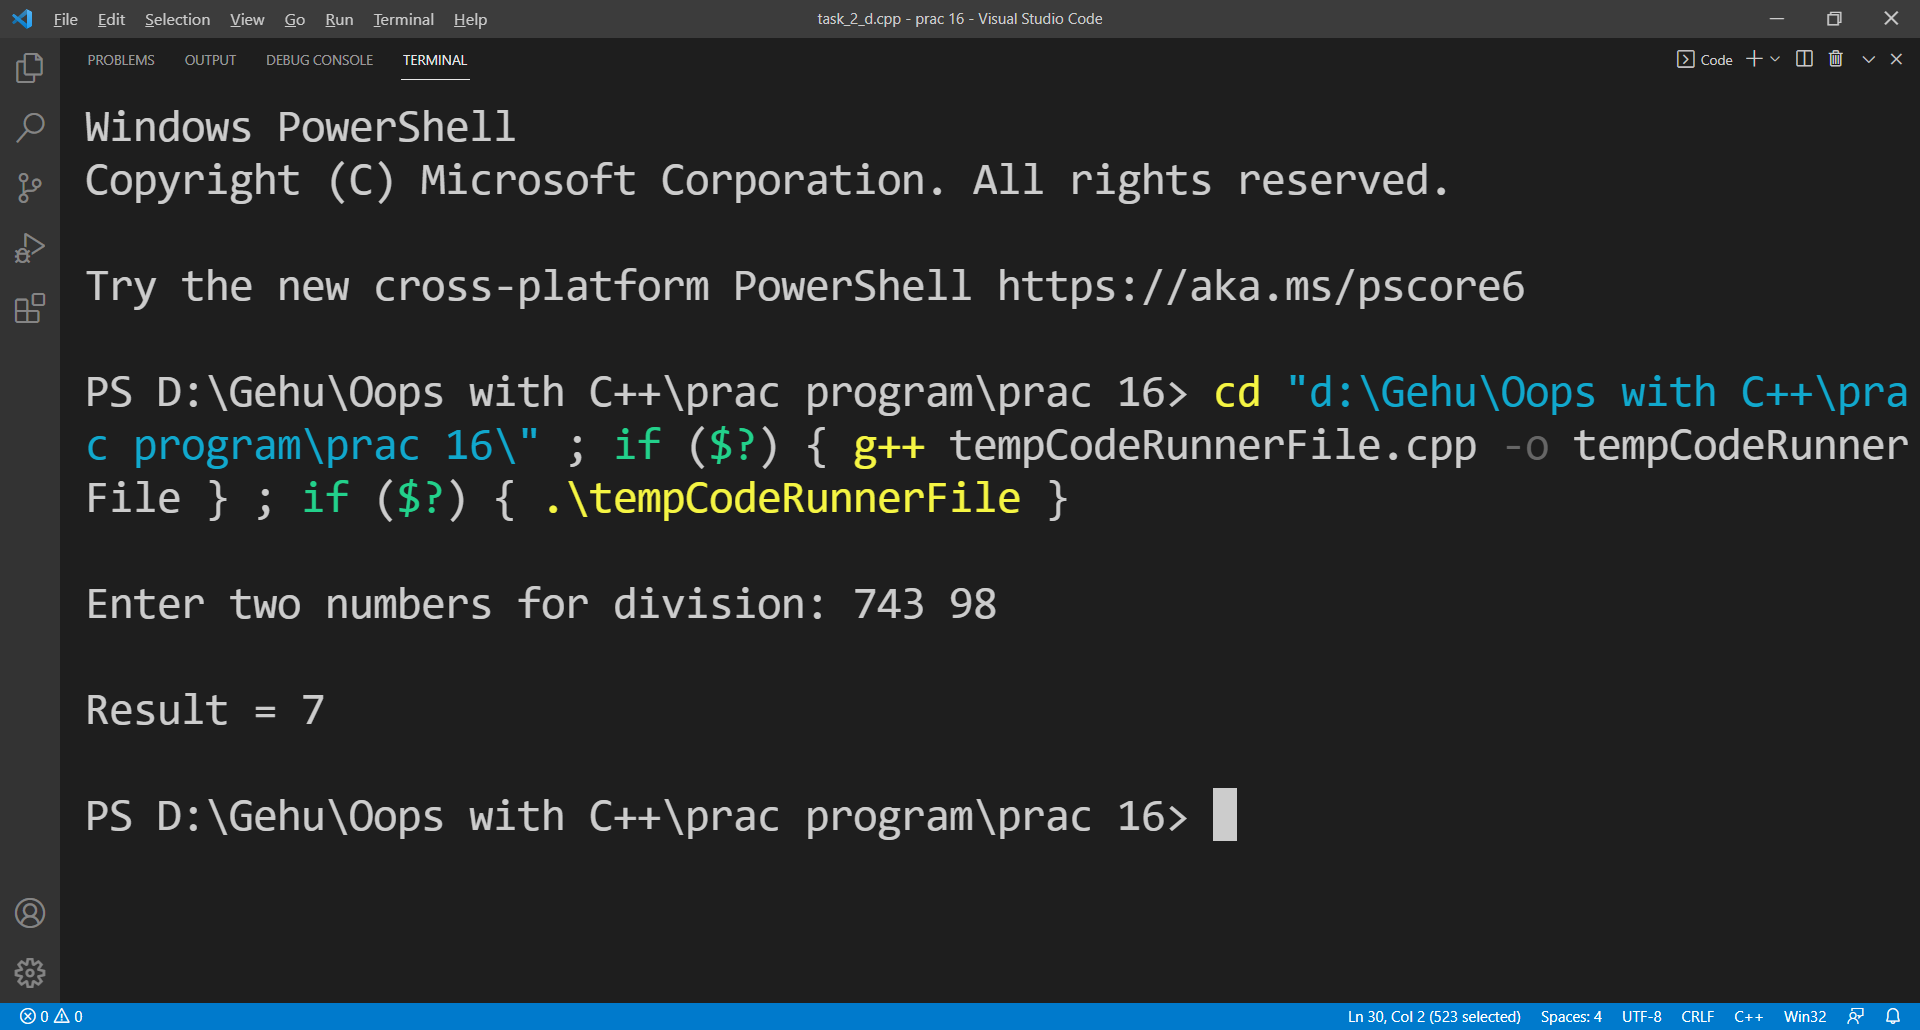 File Edit Selection View Go Run Terminal Help task_2_d.cpp - prac 16 - Visual Studio Code
PROBLEMS OUTPUT DEBUG CONSOLE TERMINAL Code
Windows PowerShell
Copyright (C) Microsoft Corporation. All rights reserved.
Try the new cross-platform PowerShell https://aka.ms/pscore6
PS D:\Gehu\Oops with C++\prac program\prac 16> cd "d:\Gehu\Oops with C++\pra
c program\prac 16\" ; if ($?) { g++ tempCodeRunnerFile.cpp -o tempCodeRunner
File } ; if ($?) { .\tempCodeRunnerFile }
Enter two numbers for division: 743 98
Result = 7
PS D:\Gehu\Oops with C++\prac program\prac 16>
0 0 Ln 30, Col 2 (523 selected) Spaces: 4 UTF-8 CRLF C++ Win32